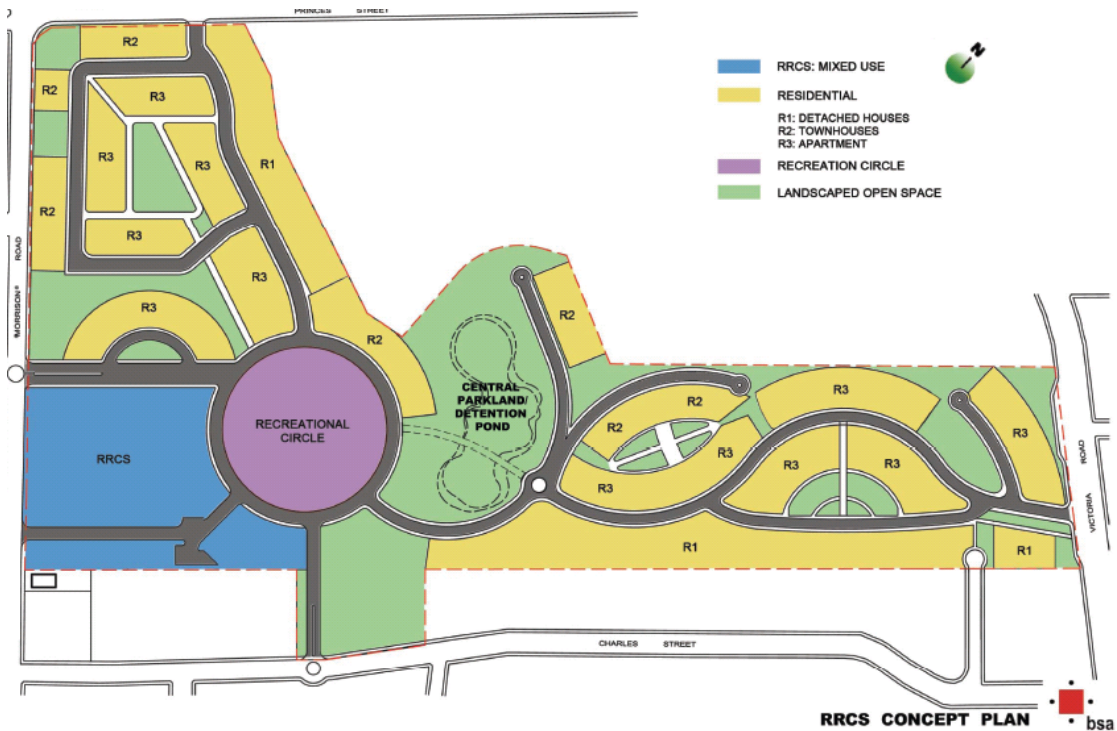 PRINCES STREET
N
RRCS: MIXED USE
RESIDENTIAL
R1: DETACHED HOUSES
R2: TOWNHOUSES
R3: APARTMENT
RECREATION CIRCLE
LANDSCAPED OPEN SPACE
R2
R2
R3
R3
R3
R1
R2
R3
R3
R3
R2
R2
MORRISON ROAD
CENTRAL
PARKLAND/
DETENTION
POND
RECREATIONAL
CIRCLE
RRCS
R2
R2
R3
R3
R3
R3
R3
R3
R1
R1
VICTORIA ROAD
CHARLES STREET
RRCS CONCEPT PLAN
bsa